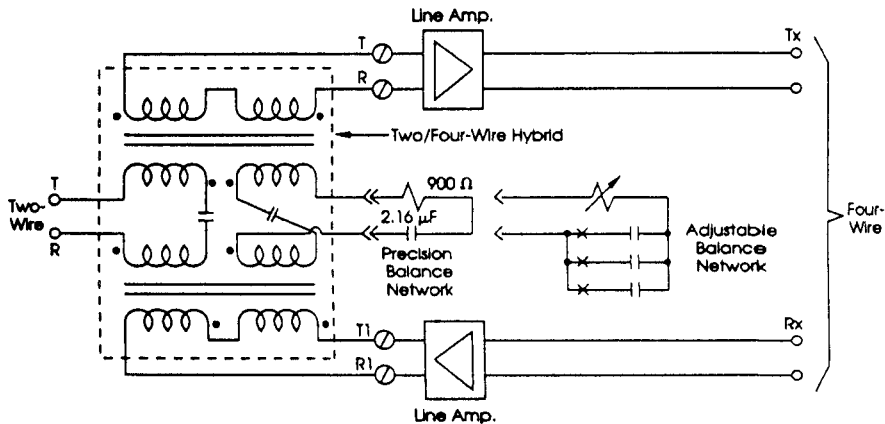 Line Amp.
T
Tx
R
Two/Four-Wire Hybrid
T
900 Ω
Two-
Wire
Four-
Wire
2.16 µF
R
Precision
Balance
Network
Adjustable
Balance
Network
T1
Rx
R1
Line Amp.